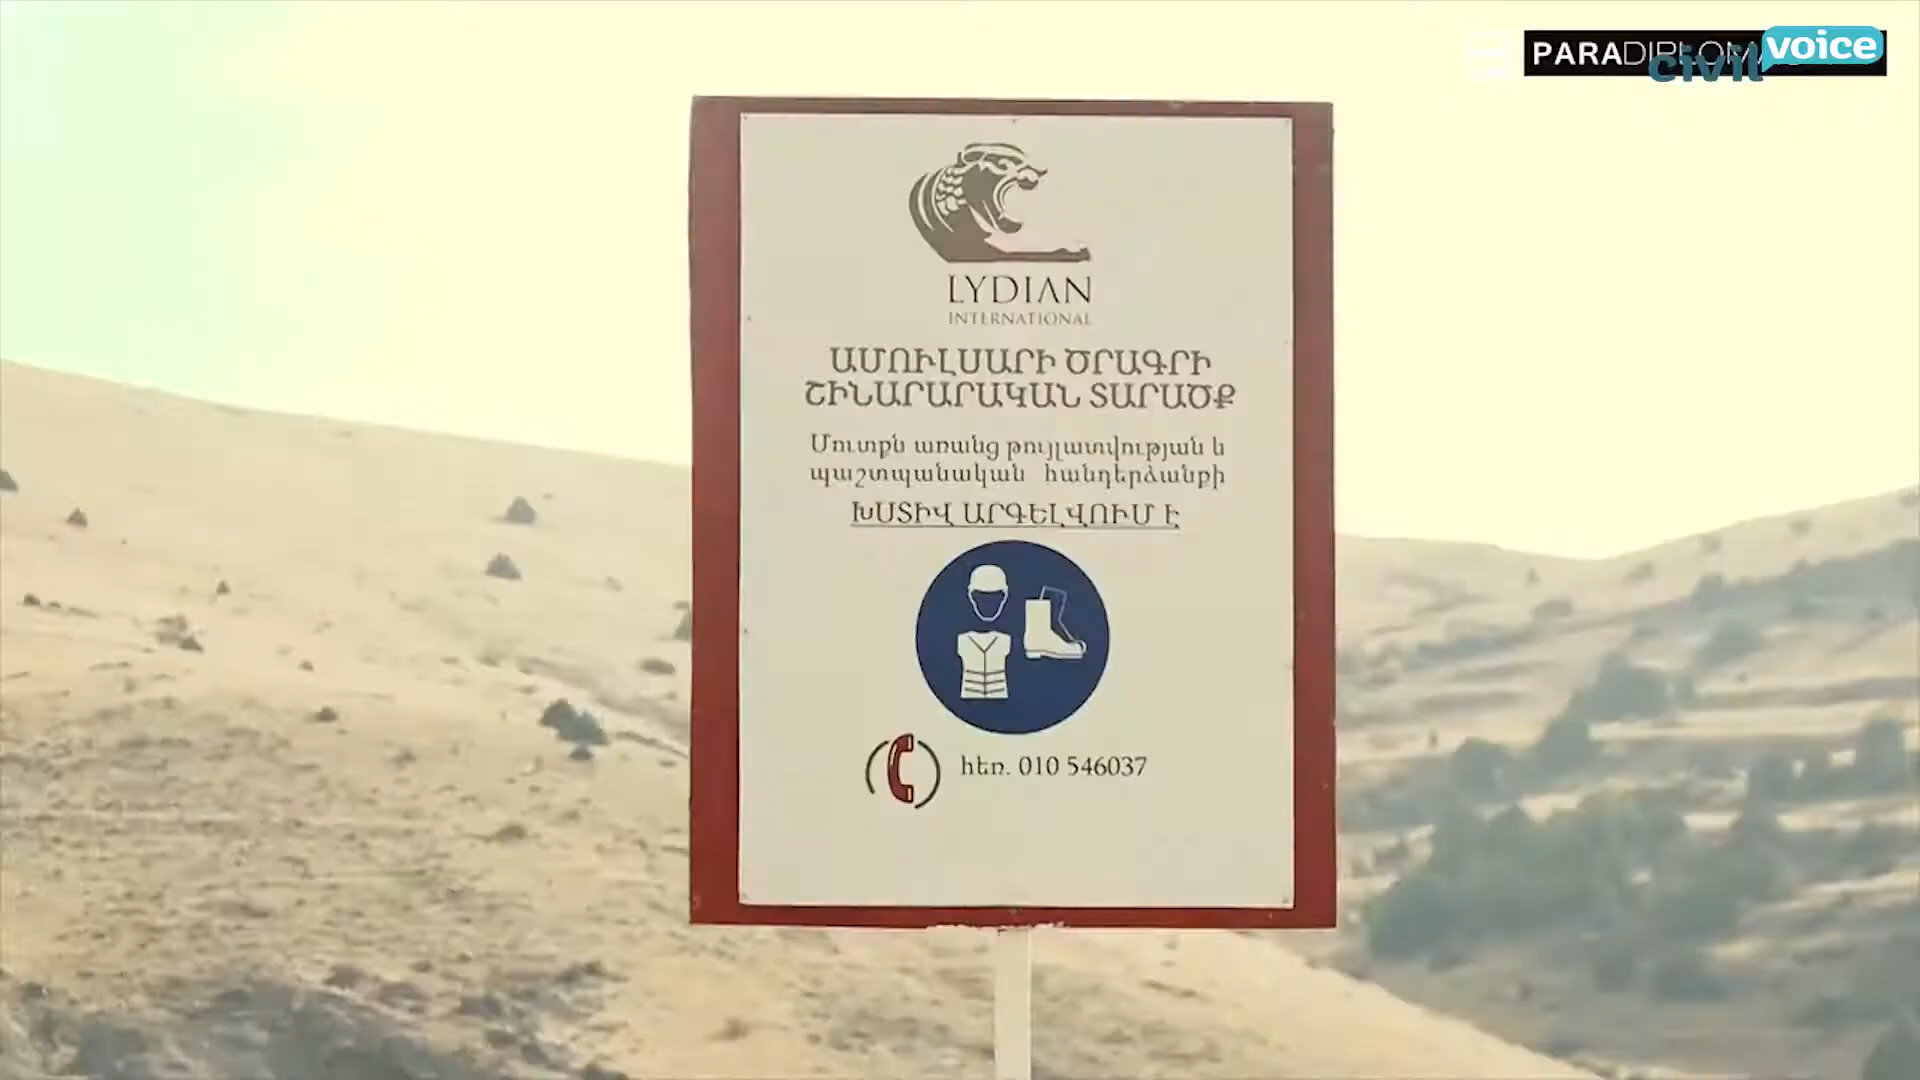 PARADIPLOMA
civil voice
LYDIAN
INTERNATIONAL
ԱՄՈՒԼՍԱՐԻ ԾՐԱԳՐԻ
ՇԻՆԱՐԱՐԱԿԱՆ ՏԱՐԱԾՔ
Մուտքն առանց թույլատվության և
պաշտպանական հանդերձանքի
ԽՍՏԻՎ ԱՐԳԵԼՎՈՒՄ Է
հեռ. 010 546037